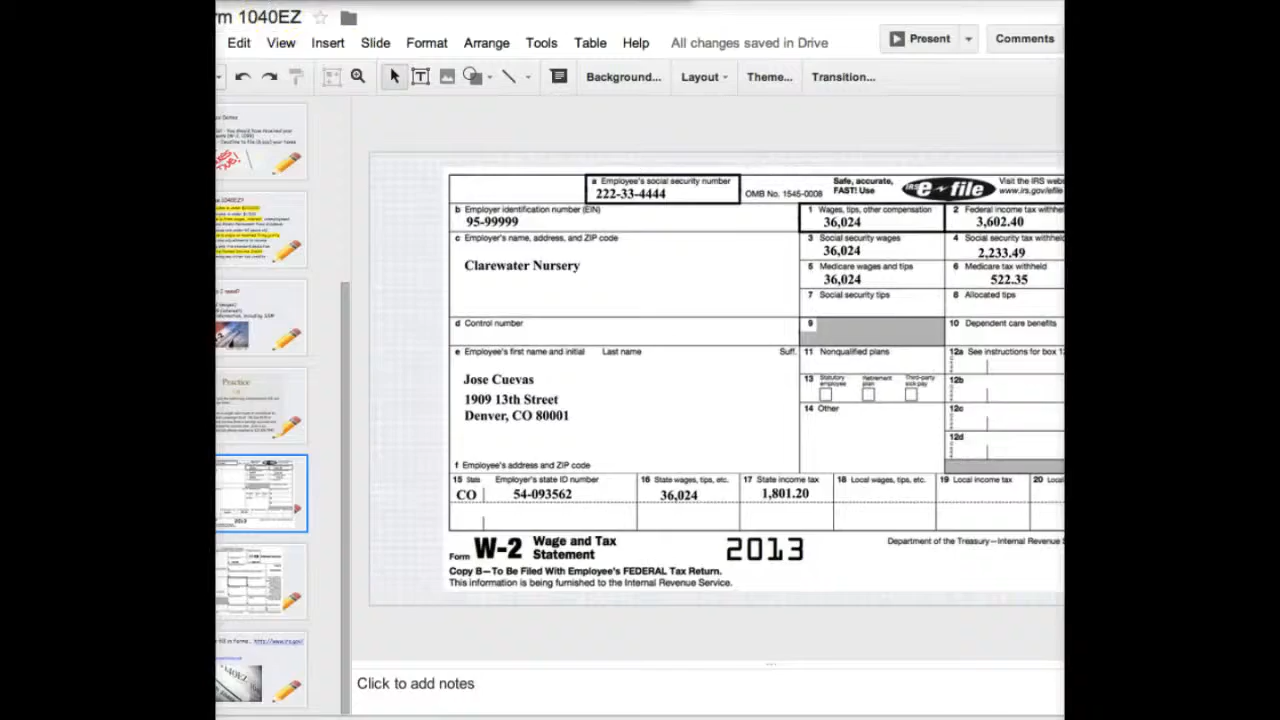 rm 1040EZ
Edit View Insert Slide Format Arrange Tools Table Help All changes saved in Drive
Present Comments
Background... Layout Theme... Transition...
a Employee's social security number
222-33-4444
OMB No. 1545-0008
Safe, accurate,
FAST! Use
IRS e-file
Visit the IRS
www.irs.gov/efile
b Employer identification number (EIN)
95-99999
1 Wages, tips, other compensation
36,024
2 Federal income tax
3,602.40
c Employer's name, address, and ZIP code
Clarewater Nursery
3 Social security wages
36,024
4 Social security tax withheld
2,233.49
5 Medicare wages and tips
36,024
6 Medicare tax withheld
522.35
7 Social security tips
8 Allocated tips
d Control number
9
10 Dependent care benefits
e Employee's first name and initial Last name Suff.
Jose Cuevas
1909 13th Street
Denver, CO 80001
11 Nonqualified plans
12a See instructions for box 1
13 Statutory employee Retirement plan Third-party sick pay
12b
14 Other
12c
12d
f Employee's address and ZIP code
15 State Employer's state ID number
CO 54-093562
16 State wages, tips, etc.
36,024
17 State income tax
1,801.20
18 Local wages, tips, etc.
19 Local income tax
20
Form W-2 Wage and Tax
Statement
2013
Department of the Treasury—Internal Revenue
Copy B—To Be Filed With Employee's FEDERAL Tax Return.
This information is being furnished to the Internal Revenue Service.
Click to add notes
Practice
1040EZ?
http://www.irs.gov/
1040EZ